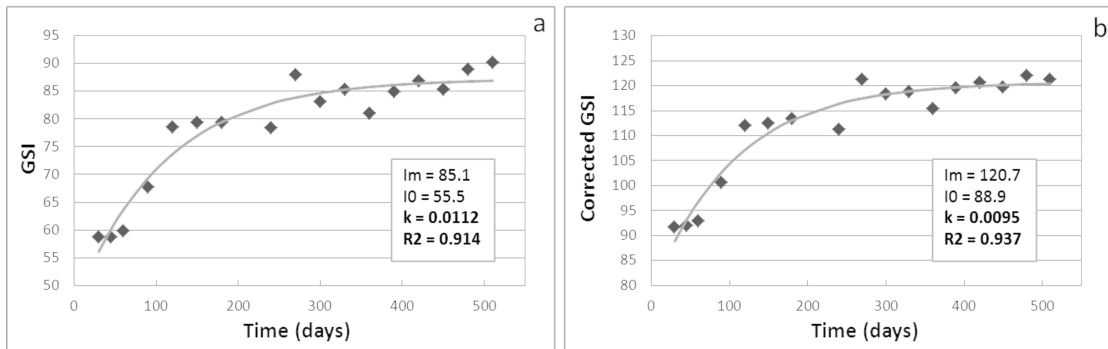 a
95
90
85
80
75
70
65
60
55
50
GSI
Im = 85.1
I0 = 55.5
k = 0.0112
R2 = 0.914
0 100 200 300 400 500
Time (days)
b
130
125
120
115
110
105
100
95
90
85
80
Corrected GSI
Im = 120.7
I0 = 88.9
k = 0.0095
R2 = 0.937
0 100 200 300 400 500
Time (days)